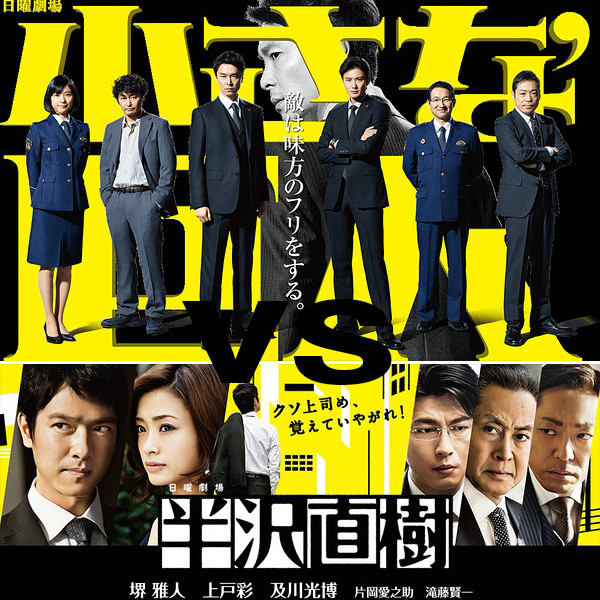 日曜劇場
小さな
巨人
敵は味方のフリをする。
VS
クソ上司め、
覚えていやがれ！
日曜劇場
半沢直樹
堺 雅人 上戸 彩 及川光博 片岡愛之助 滝藤賢一